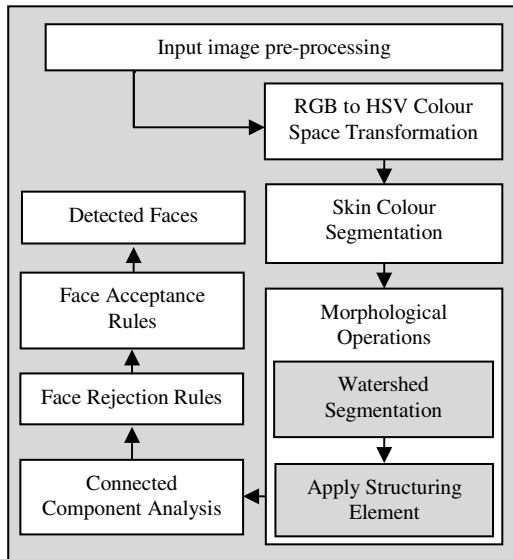 Input image pre-processing
RGB to HSV Colour
Space Transformation
Skin Colour
Segmentation
Morphological
Operations
Watershed
Segmentation
Apply Structuring
Element
Connected
Component Analysis
Face Rejection Rules
Face Acceptance
Rules
Detected Faces